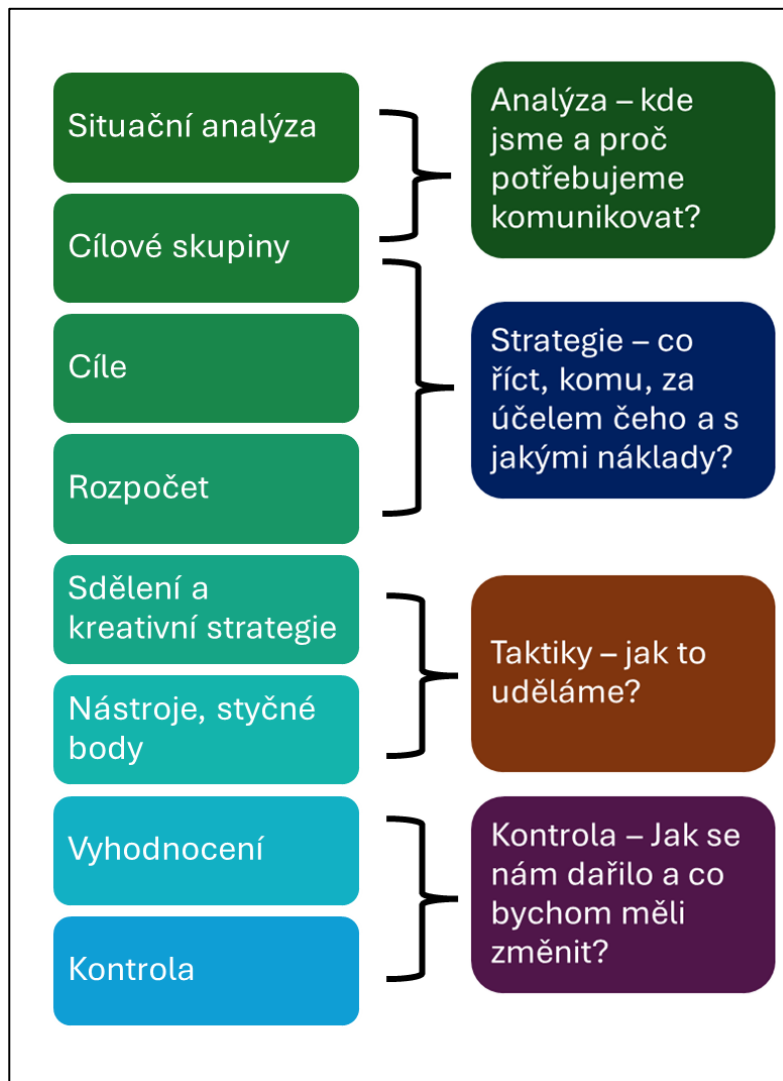 Situační analýza
Cílové skupiny
Cíle
Rozpočet
Sdělení a
kreativní strategie
Nástroje, styčné
body
Vyhodnocení
Kontrola
Analýza – kde
jsme a proč
potřebujeme
komunikovat?
Strategie – co
říct, komu, za
účelem čeho a s
jakými náklady?
Taktiky – jak to
uděláme?
Kontrola – Jak se
nám dařilo a co
bychom měli
změnit?